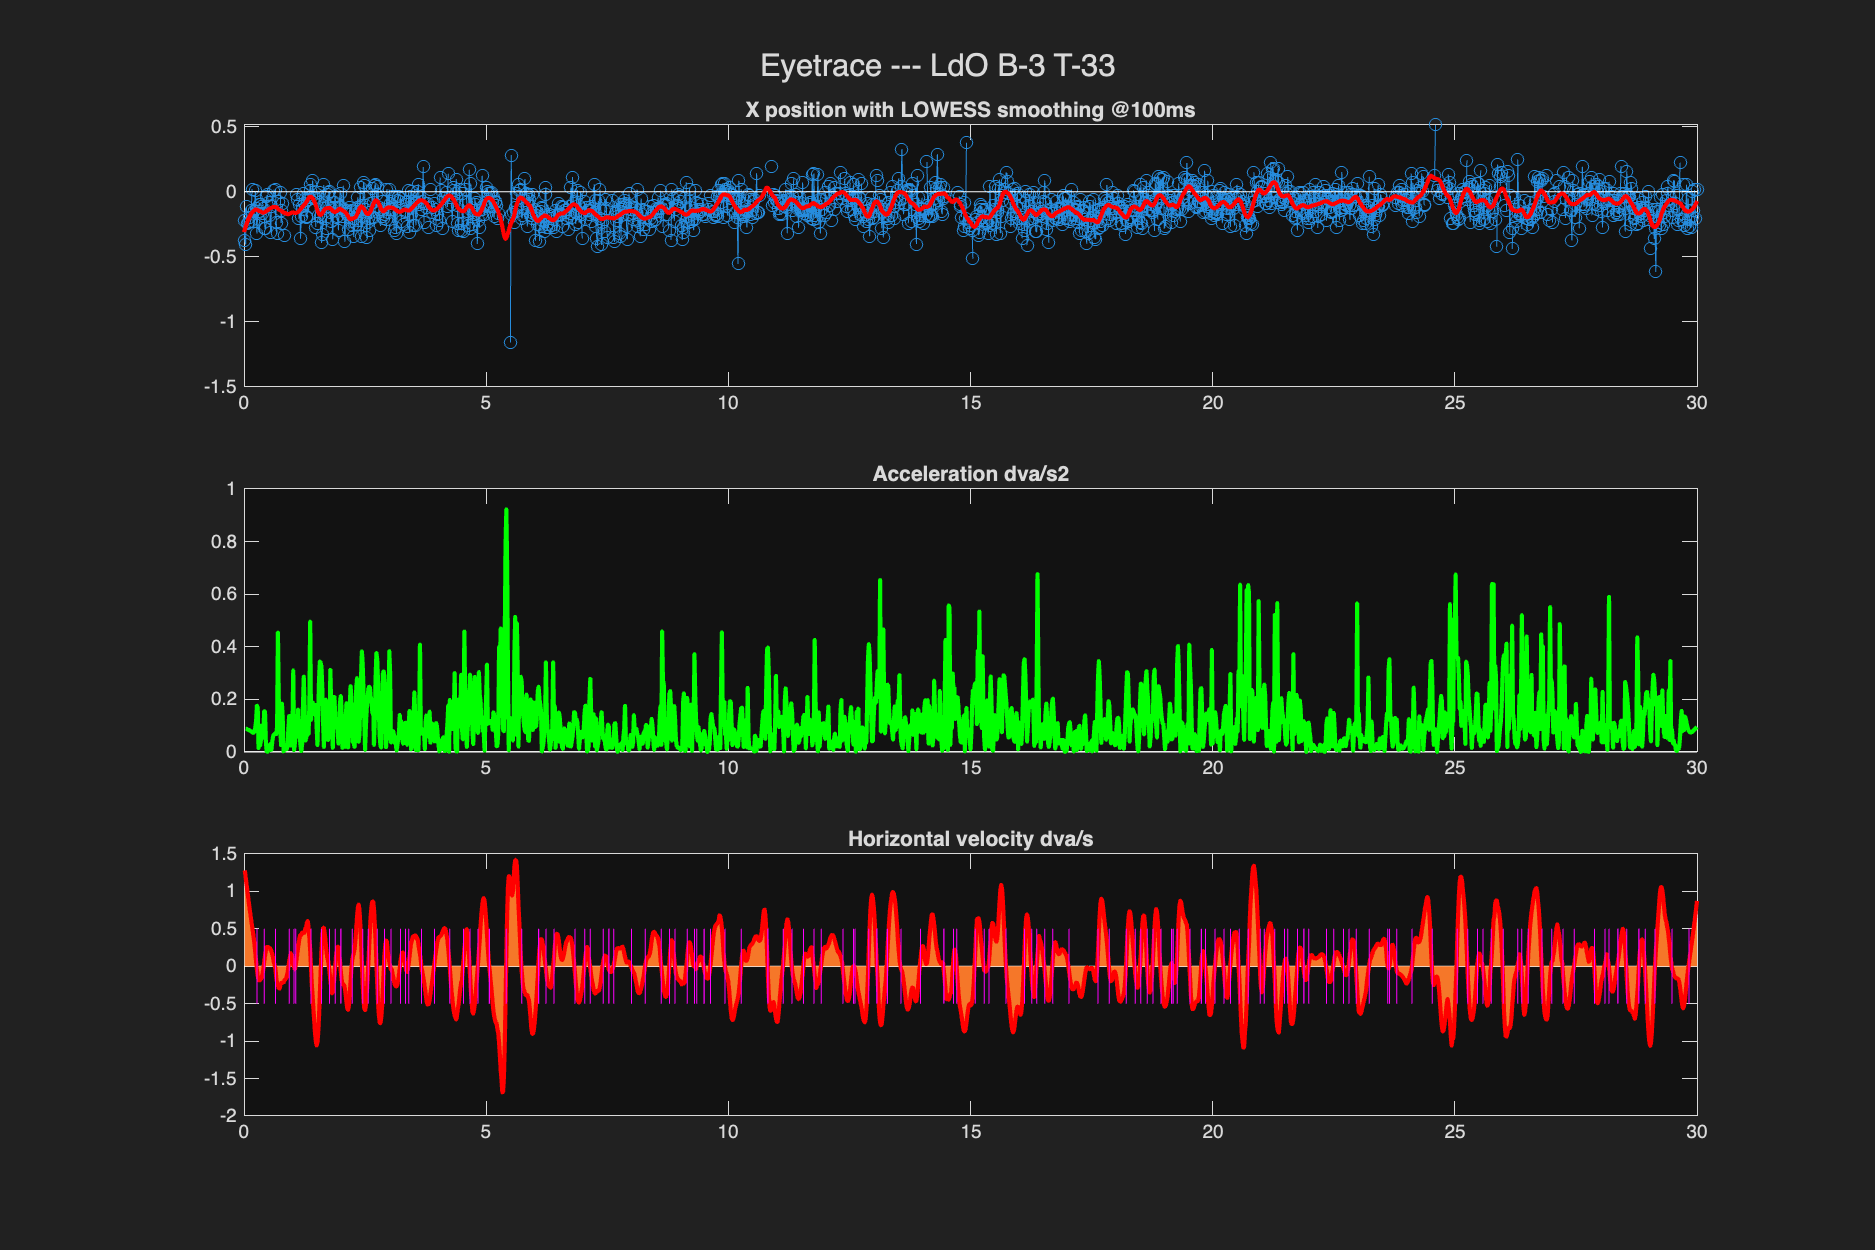 Eyetrace --- LdO B-3 T-33
X position with LOWESS smoothing @100ms
0.5
0
-0.5
-1
-1.5
0 5 10 15 20 25 30
Acceleration dva/s2
1
0.8
0.6
0.4
0.2
0
0 5 10 15 20 25 30
Horizontal velocity dva/s
1.5
1
0.5
0
-0.5
-1
-1.5
-2
0 5 10 15 20 25 30